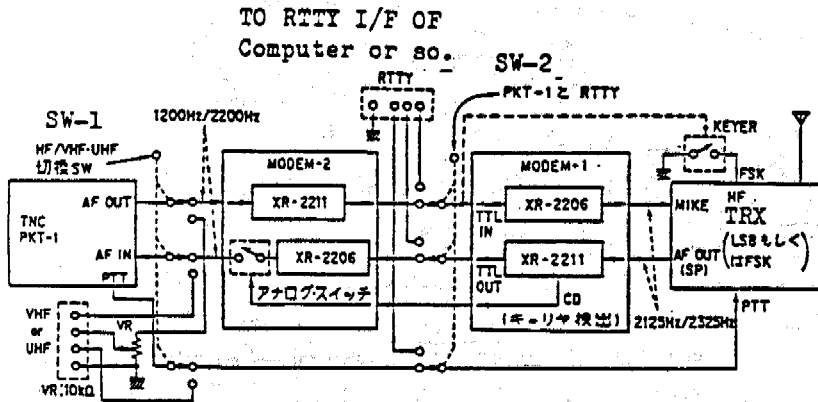 TO RTTY I/F OF
Computer or so.
SW-1
SW-2
RTTY
PKT-1と RTTY
1200Hz/2200Hz
KEYER
FSK
HF/VHF・UHF
切換SW
MODEM-2
MODEM-1
TNC
PKT-1
AF OUT
AF IN
PTT
XR-2211
XR-2206
アナログ・スイッチ
TTL
IN
TTL
OUT
XR-2206
XR-2211
CD
(キャリヤ検出)
HF
TRX
(LSBもしく
はFSK)
MIKE
AF OUT
(SP)
PTT
2125Hz/2325Hz
VHF
or
UHF
VR
VR;10kΩ